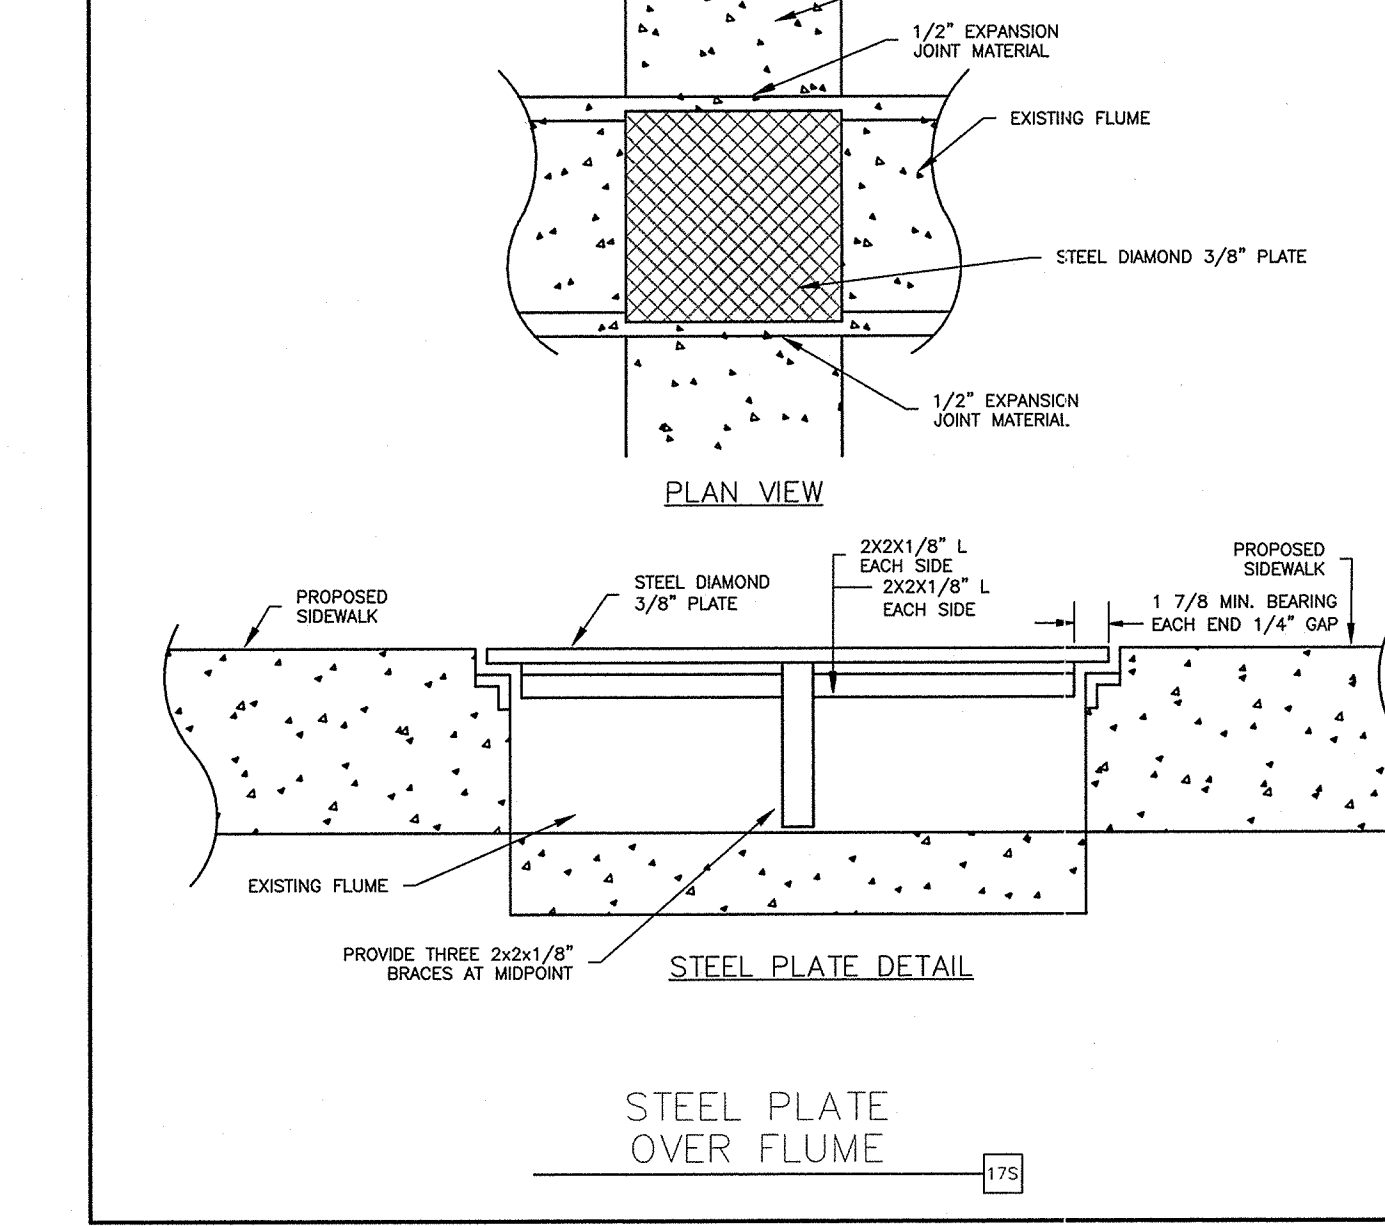 1/2" EXPANSION
JOINT MATERIAL
EXISTING FLUME
STEEL DIAMOND 3/8" PLATE
1/2" EXPANSION
JOINT MATERIAL
PLAN VIEW
2X2X1/8" L
EACH SIDE
2X2X1/8" L
EACH SIDE
PROPOSED
SIDEWALK
1 7/8 MIN. BEARING
EACH END 1/4" GAP
STEEL DIAMOND
3/8" PLATE
PROPOSED
SIDEWALK
EXISTING FLUME
PROVIDE THREE 2x2x1/8"
BRACES AT MIDPOINT
STEEL PLATE DETAIL
STEEL PLATE
OVER FLUME
17S